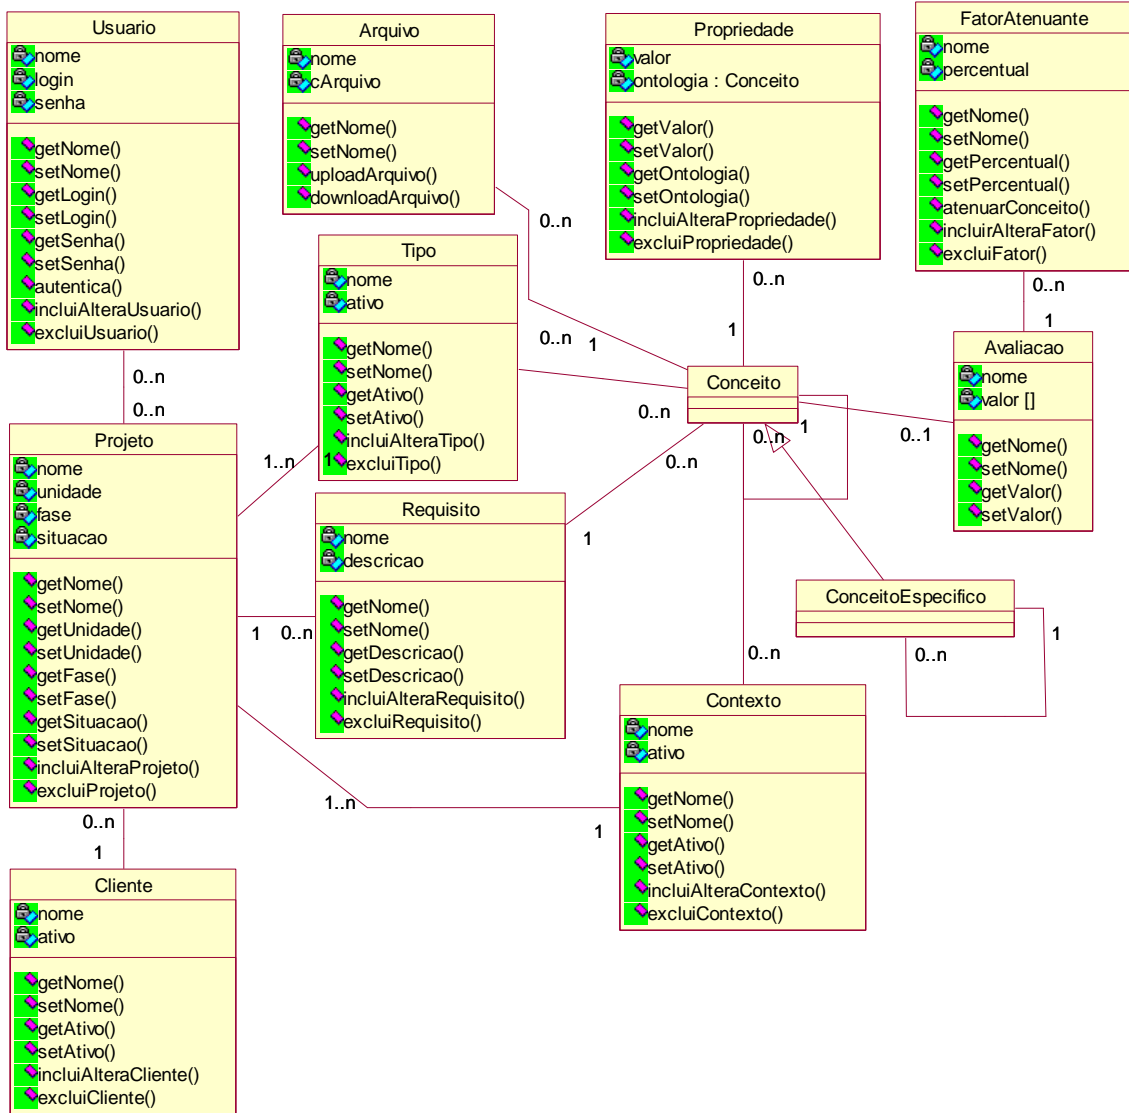 Usuario
nome
login
senha
getNome()
setNome()
getLogin()
setLogin()
getSenha()
setSenha()
autentica()
incluiAlteraUsuario()
excluiUsuario()
Arquivo
nome
cArquivo
getNome()
setNome()
uploadArquivo()
downloadArquivo()
Propriedade
valor
ontologia : Conceito
getValor()
setValor()
getOntologia()
setOntologia()
incluiAlteraPropriedade()
excluiPropriedade()
FatorAtenuante
nome
percentual
getNome()
setNome()
getPercentual()
setPercentual()
atenuarConceito()
incluirAlteraFator()
excluiFator()
0..n
0..n
0..n
1
1
Tipo
nome
ativo
getNome()
setNome()
getAtivo()
setAtivo()
incluiAlteraTipo()
excluiTipo()
0..n
1
Conceito
0..n
0..n
0..n
1
0..1
Avaliacao
nome
valor []
getNome()
setNome()
getValor()
setValor()
0..n
0..n
Projeto
nome
unidade
fase
situacao
getNome()
setNome()
getUnidade()
setUnidade()
getFase()
setFase()
getSituacao()
setSituacao()
incluiAlteraProjeto()
excluiProjeto()
1..n
1
Requisito
nome
descricao
getNome()
setNome()
getDescricao()
setDescricao()
incluiAlteraRequisito()
excluiRequisito()
1
1
0..n
ConceitoEspecifico
1
0..n
0..n
Contexto
nome
ativo
getNome()
setNome()
getAtivo()
setAtivo()
incluiAlteraContexto()
excluiContexto()
1..n
1
0..n
1
Cliente
nome
ativo
getNome()
setNome()
getAtivo()
setAtivo()
incluiAlteraCliente()
excluiCliente()